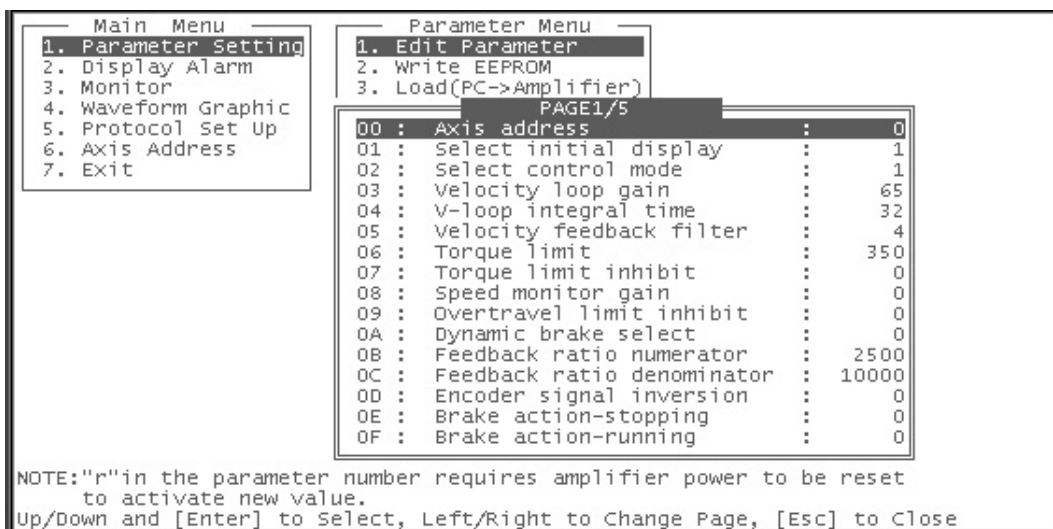 Main Menu
1. Parameter Setting
2. Display Alarm
3. Monitor
4. Waveform Graphic
5. Protocol Set Up
6. Axis Address
7. Exit
Parameter Menu
1. Edit Parameter
2. Write EEPROM
3. Load(PC->Amplifier)
PAGE1/5
00 : Axis address : 0
01 : Select initial display : 1
02 : Select control mode : 1
03 : Velocity loop gain : 65
04 : V-loop integral time : 32
05 : Velocity feedback filter : 4
06 : Torque limit : 350
07 : Torque limit inhibit : 0
08 : Speed monitor gain : 0
09 : Overtravel limit inhibit : 0
0A : Dynamic brake select : 0
0B : Feedback ratio numerator : 2500
0C : Feedback ratio denominator : 10000
0D : Encoder signal inversion : 0
0E : Brake action-stopping : 0
0F : Brake action-running : 0
NOTE:"r"in the parameter number requires amplifier power to be reset
to activate new value.
Up/Down and [Enter] to Select, Left/Right to Change Page, [Esc] to Close